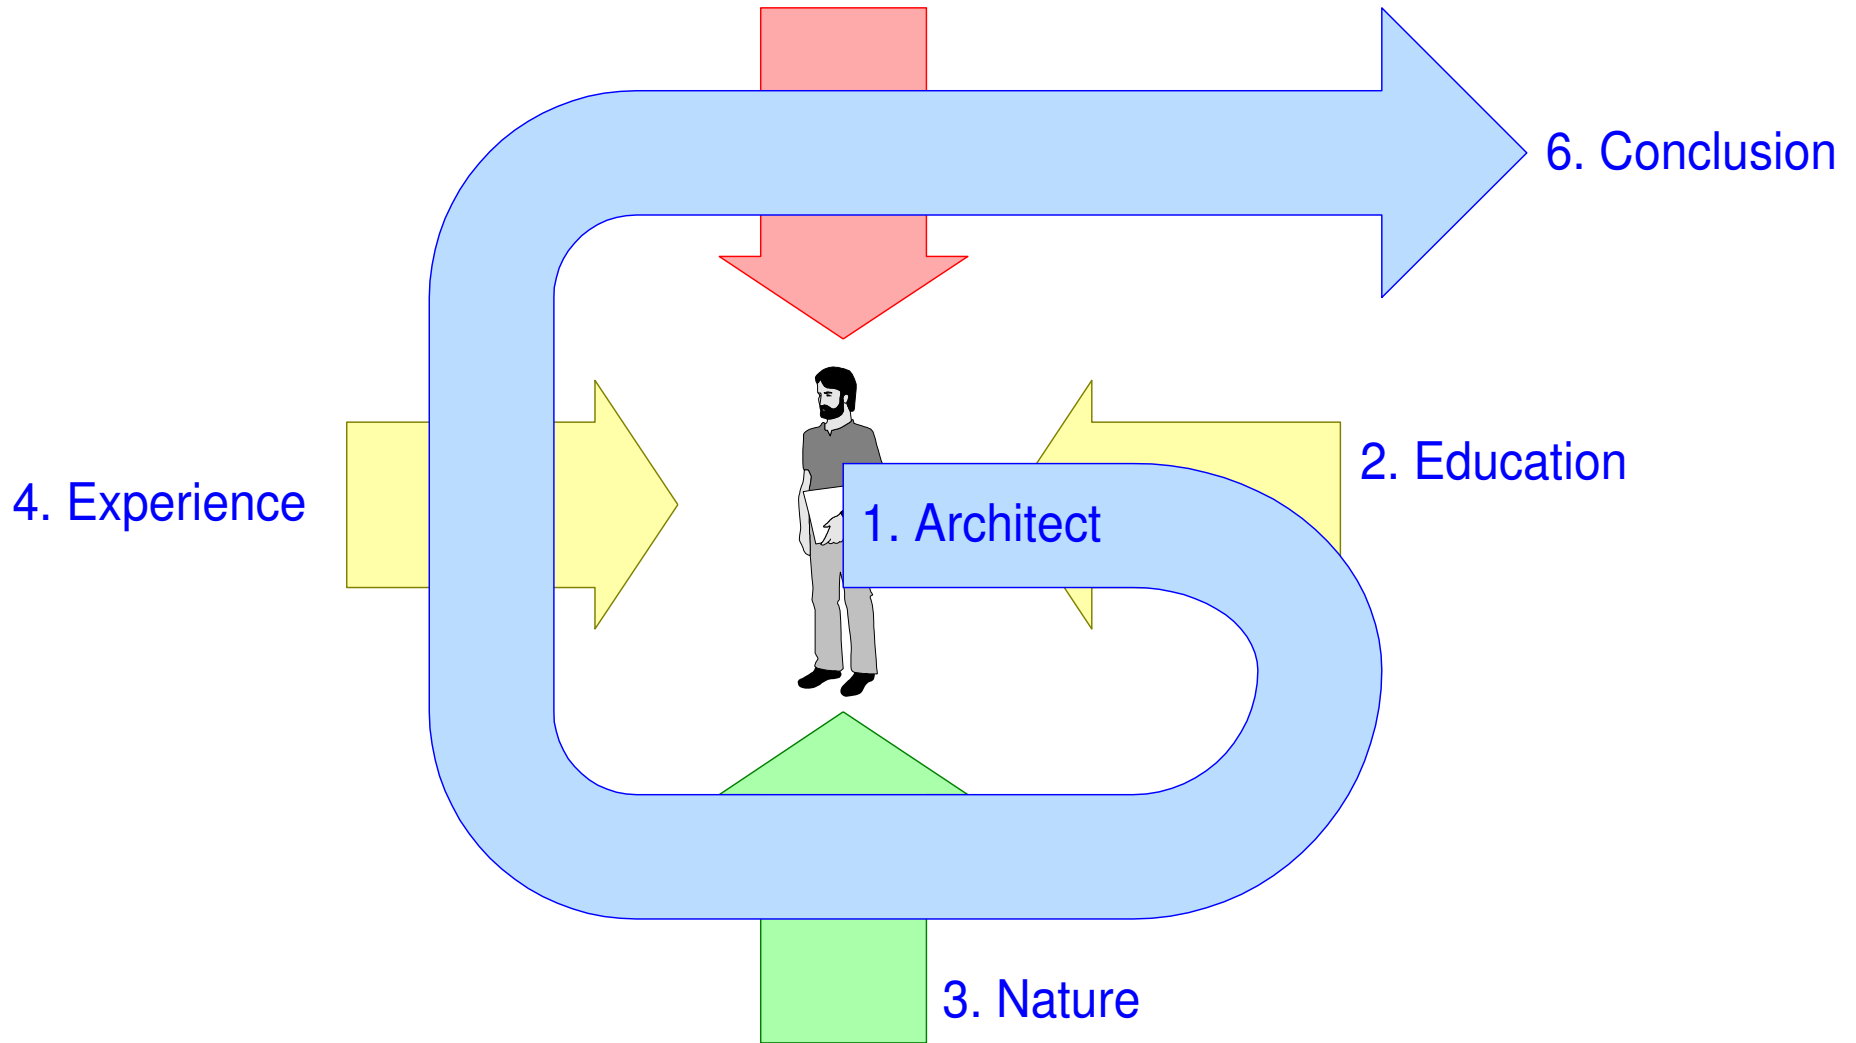 6. Conclusion
2. Education
4. Experience
1. Architect
3. Nature